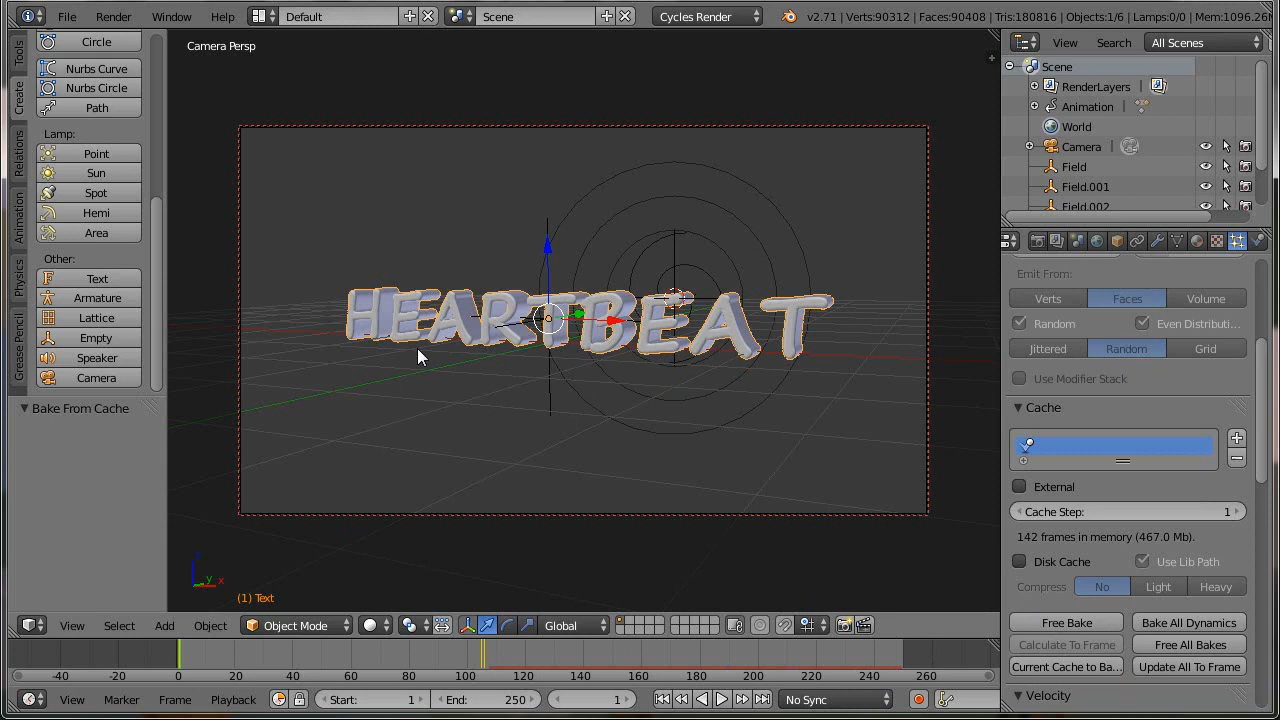 File Render Window Help Default Scene Cycles Render v2.71 | Verts:90312 | Faces:90408 | Tris:180816 | Objects:1/6 | Lamps:0/0 | Mem:1096.26
Tools
Create
Relations
Animation
Physics
Grease Pencil
Circle
Nurbs Curve
Nurbs Circle
Path
Lamp:
Point
Sun
Spot
Hemi
Area
Other:
Text
Armature
Lattice
Empty
Speaker
Camera
Bake From Cache
Camera Persp
HEARTBEAT
y x
(1) Text
View Search All Scenes
Scene
RenderLayers
Animation
World
Camera
Field
Field.001
Field.002
Emit From:
Verts Faces Volume
Random Even Distributi...
Jittered Random Grid
Use Modifier Stack
Cache
External
Cache Step: 1
142 frames in memory (467.0 Mb).
Disk Cache Use Lib Path
Compress No Light Heavy
Free Bake Bake All Dynamics
Calculate To Frame Free All Bakes
Current Cache to Ba... Update All To Frame
Velocity
View Select Add Object Object Mode Global
-40 -20 0 20 40 60 80 100 120 140 160 180 200 220 240 260
View Marker Frame Playback Start: 1 End: 250 1 No Sync